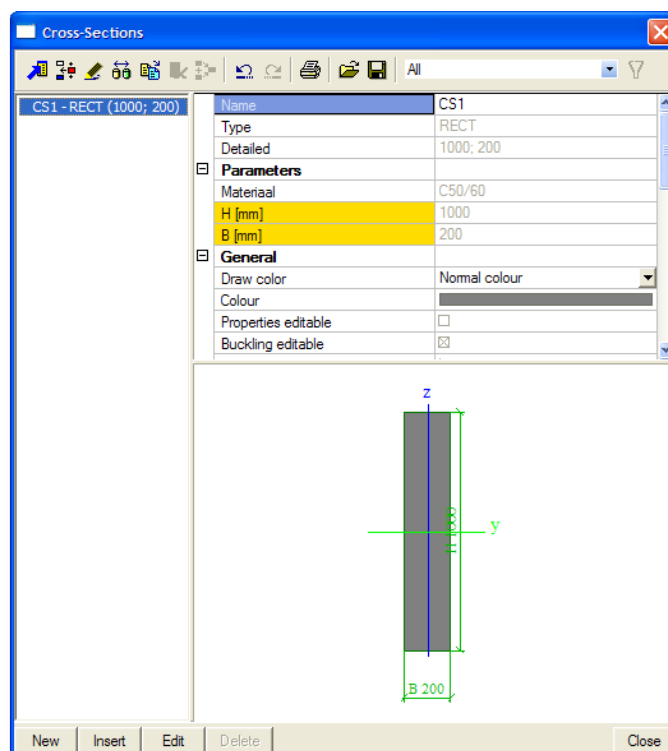 Cross-Sections
All
CS1 - RECT (1000; 200)
Name CS1
Type RECT
Detailed 1000; 200
Parameters
Materiaal C50/60
H [mm] 1000
B [mm] 200
General
Draw color Normal colour
Colour
Properties editable
Buckling editable
z
y
H 1000
B 200
New Insert Edit Delete Close